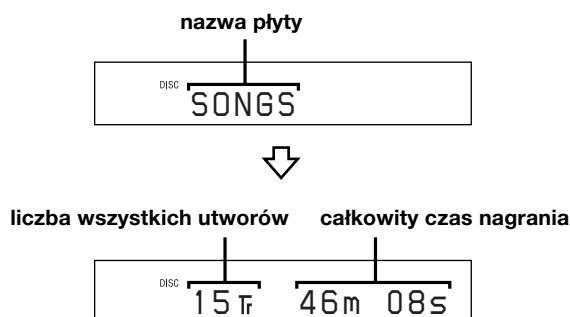 nazwa płyty
DISC SONGS
liczba wszystkich utworów całkowity czas nagrania
DISC 15 Tr 46m 08s